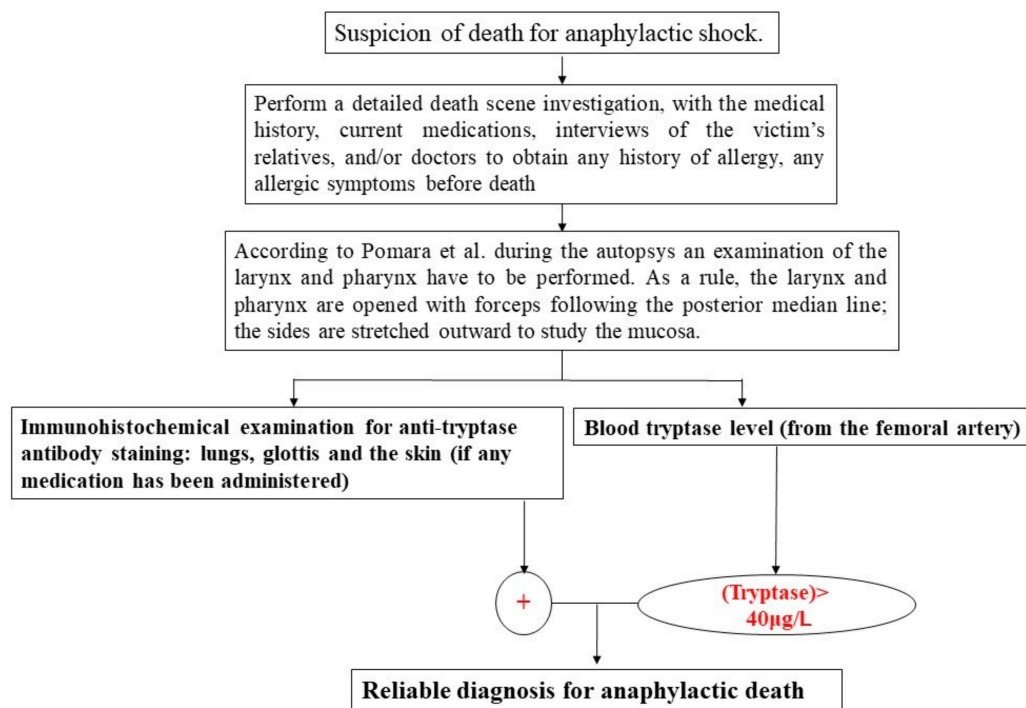 Suspicion of death for anaphylactic shock.
Perform a detailed death scene investigation, with the medical
history, current medications, interviews of the victim's
relatives, and/or doctors to obtain any history of allergy, any
allergic symptoms before death
According to Pomara et al. during the autopsys an examination of the
larynx and pharynx have to be performed. As a rule, the larynx and
pharynx are opened with forceps following the posterior median line;
the sides are stretched outward to study the mucosa.
Immunohistochemical examination for anti-tryptase
antibody staining: lungs, glottis and the skin (if any
medication has been administered)
Blood tryptase level (from the femoral artery)
+
(Tryptase)>
40µg/L
Reliable diagnosis for anaphylactic death